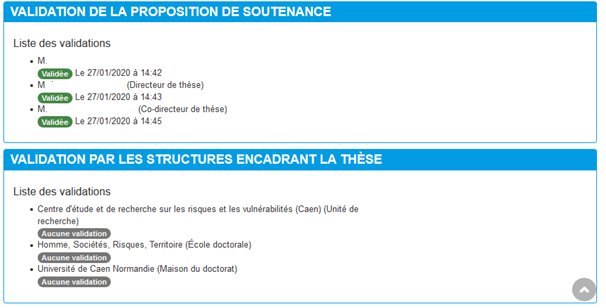 VALIDATION DE LA PROPOSITION DE SOUTENANCE
Liste des validations
M.
Validée Le 27/01/2020 à 14:42
M (Directeur de thèse)
Validée Le 27/01/2020 à 14:43
M. (Co-directeur de thèse)
Validée Le 27/01/2020 à 14:45
VALIDATION PAR LES STRUCTURES ENCADRANT LA THÈSE
Liste des validations
Centre d'étude et de recherche sur les risques et les vulnérabilités (Caen) (Unité de
recherche)
Aucune validation
Homme, Sociétés, Risques, Territoire (École doctorale)
Aucune validation
Université de Caen Normandie (Maison du doctorat)
Aucune validation